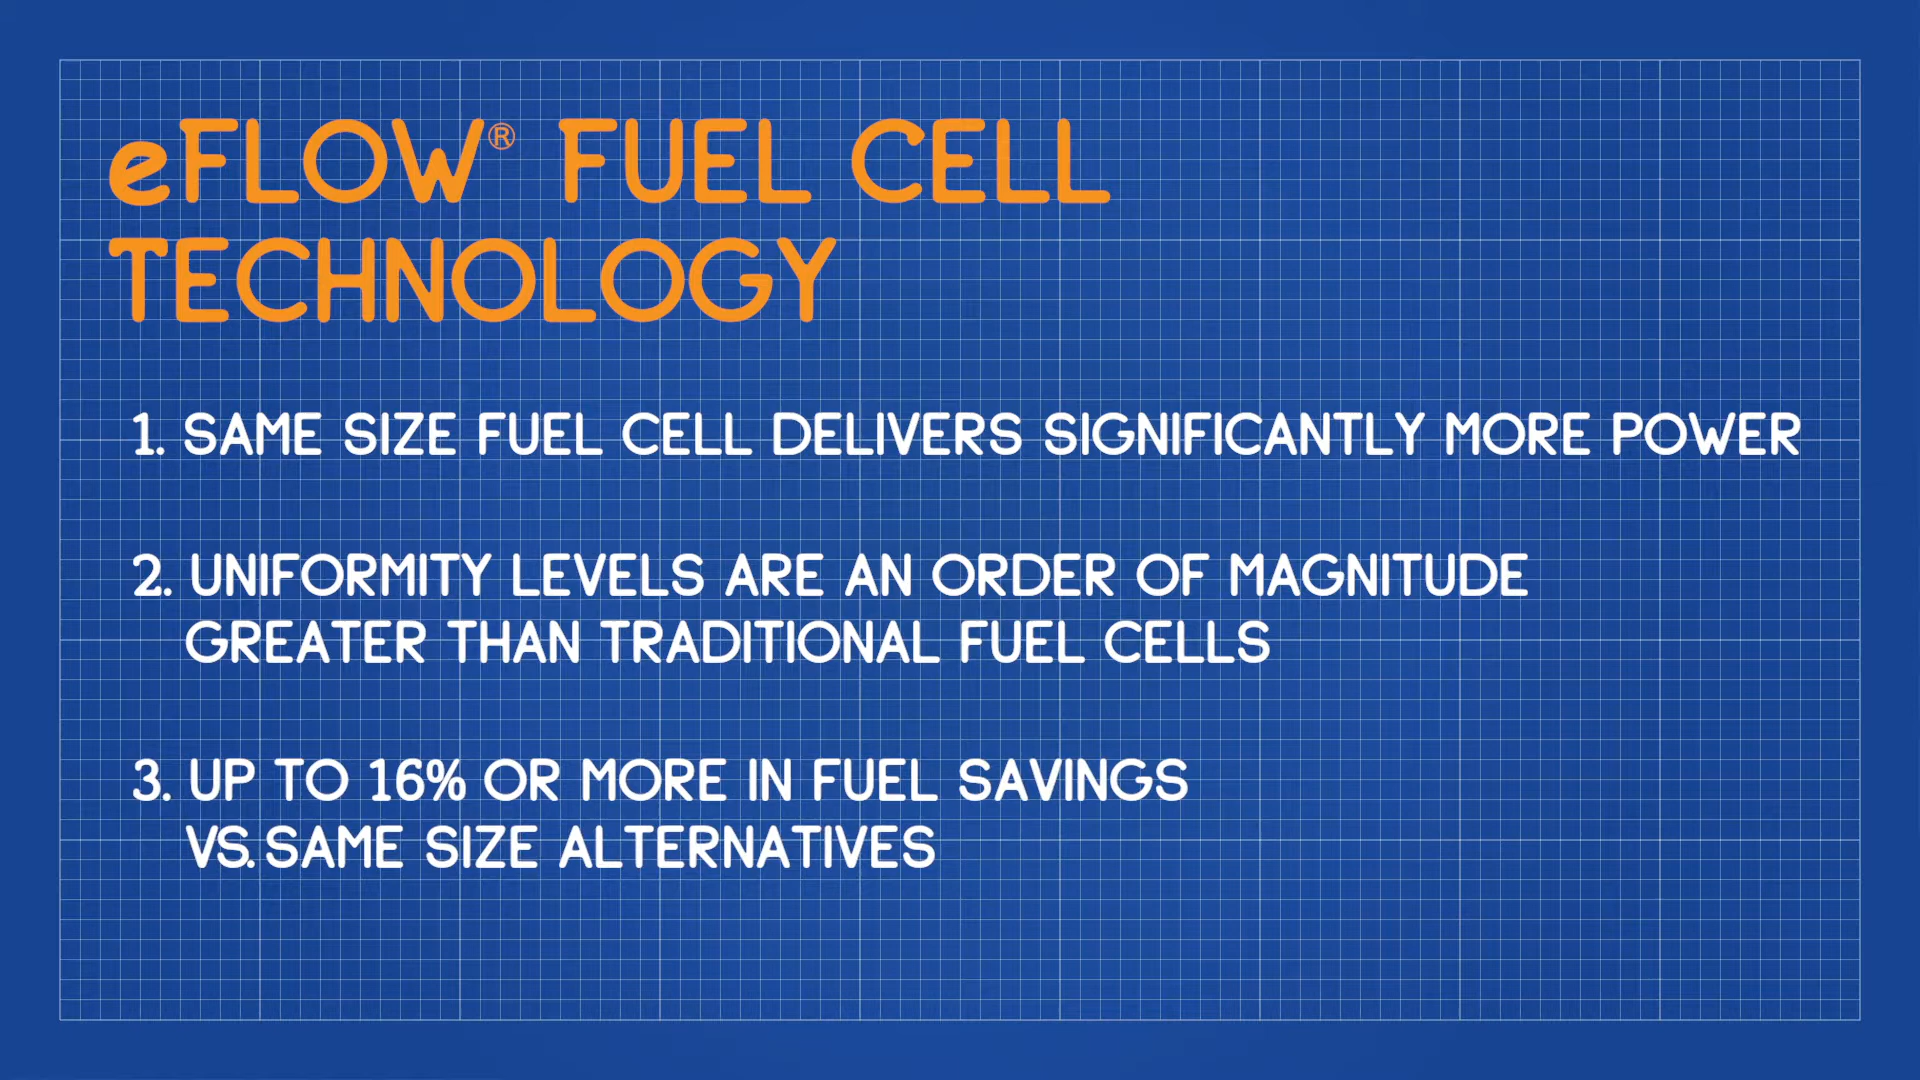 eFLOW® FUEL CELL
TECHNOLOGY
1. SAME SIZE FUEL CELL DELIVERS SIGNIFICANTLY MORE POWER
2. UNIFORMITY LEVELS ARE AN ORDER OF MAGNITUDE
GREATER THAN TRADITIONAL FUEL CELLS
3. UP TO 16% OR MORE IN FUEL SAVINGS
VS. SAME SIZE ALTERNATIVES